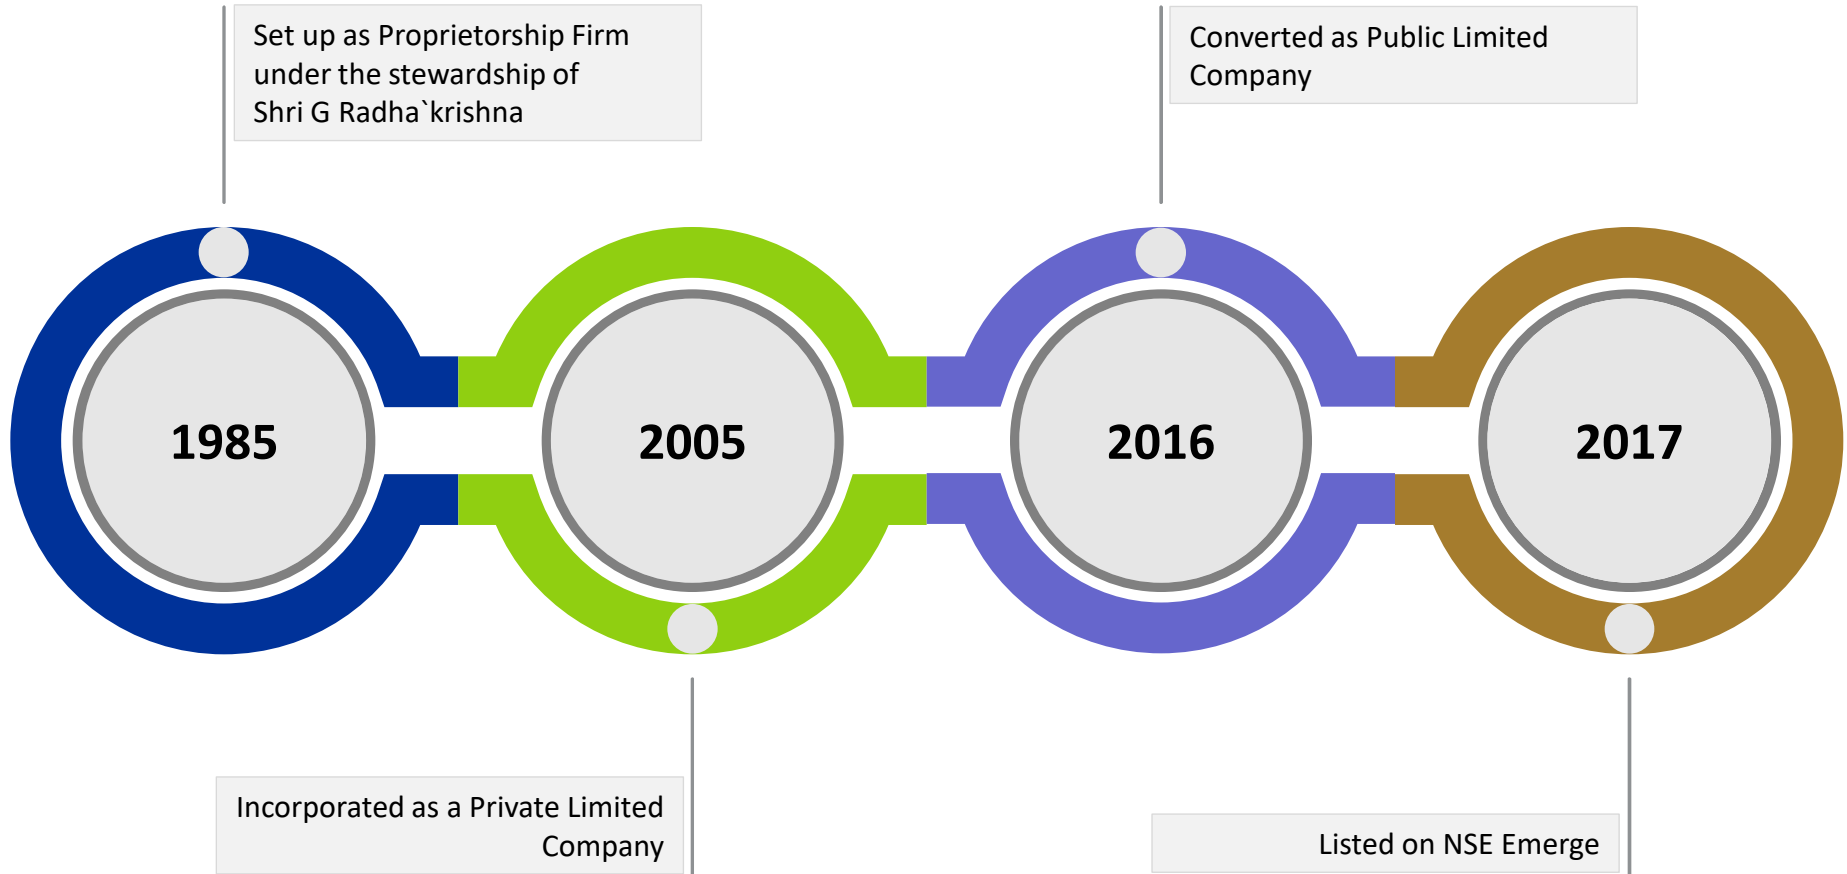 Set up as Proprietorship Firm
under the stewardship of
Shri G Radha`krishna
Converted as Public Limited
Company
1985
2005
2016
2017
Incorporated as a Private Limited
Company
Listed on NSE Emerge